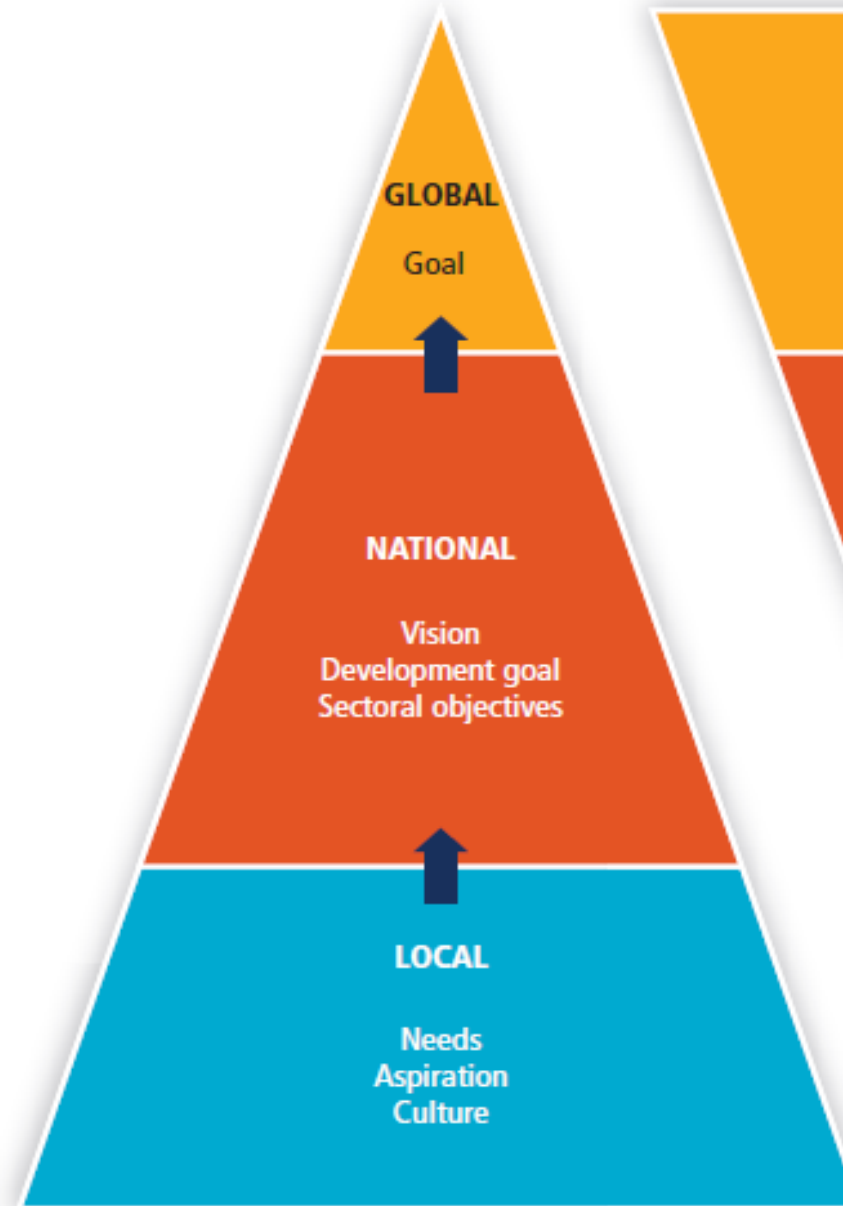 GLOBAL
Goal
NATIONAL
Vision
Development goal
Sectoral objectives
LOCAL
Needs
Aspiration
Culture